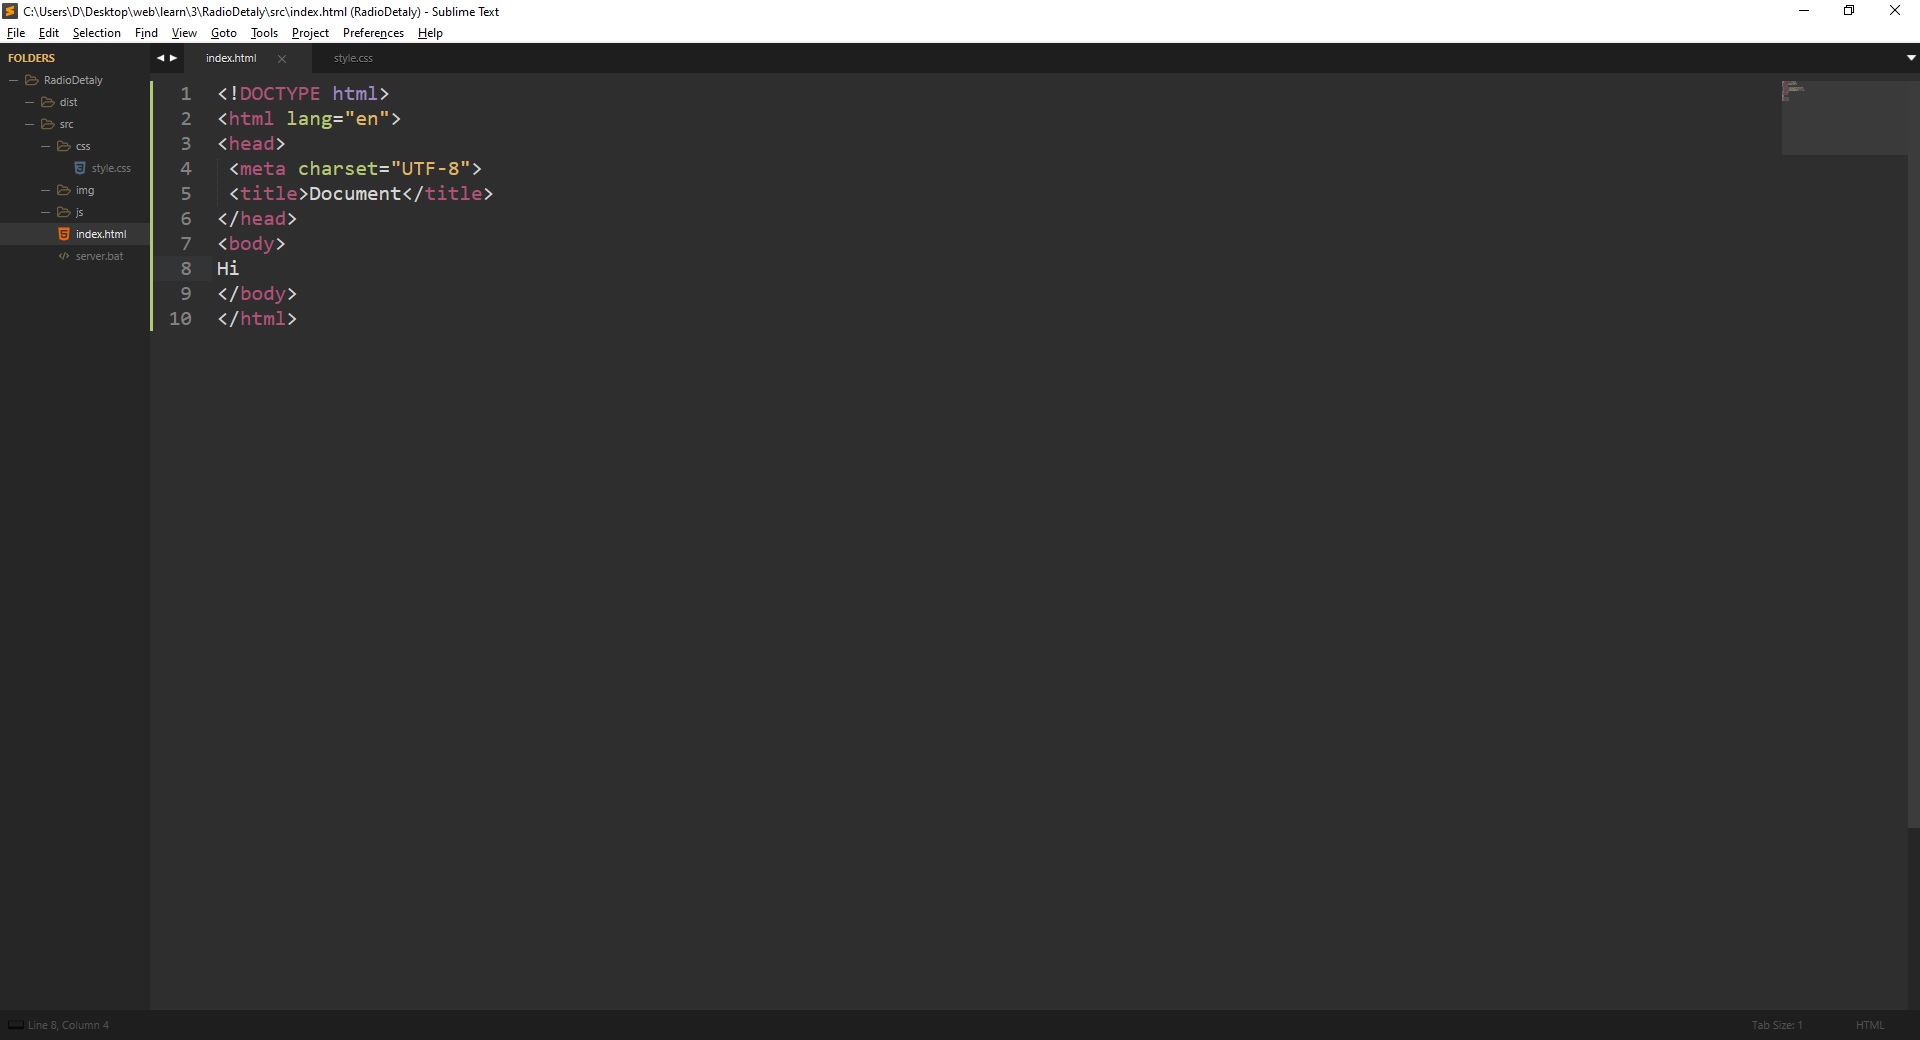 C:\Users\D\Desktop\web\learn\3\RadioDetaly\src\index.html (RadioDetaly) - Sublime Text
File Edit Selection Find View Goto Tools Project Preferences Help
FOLDERS
RadioDetaly
dist
src
css
style.css
img
js
index.html
server.bat
index.html style.css
1 <!DOCTYPE html>
2 <html lang="en">
3 <head>
4 <meta charset="UTF-8">
5 <title>Document</title>
6 </head>
7 <body>
8 Hi
9 </body>
10 </html>
Line 8, Column 4 Tab Size: 1 HTML